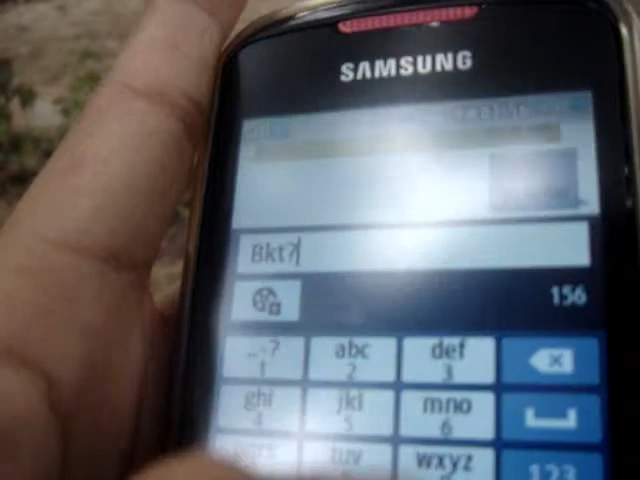 SAMSUNG
Bkt?
156
_.-?
1
abc
2
def
3
ghi
4
jkl
5
mno
6
tuv
wxyz
123